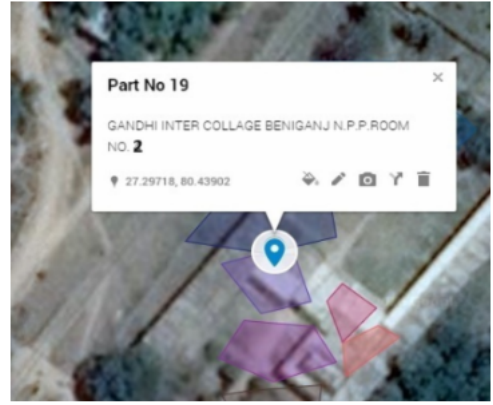 Part No 19
GANDHI INTER COLLAGE BENIGANJ N.P.P.ROOM
NO. 2
27.29718, 80.43902